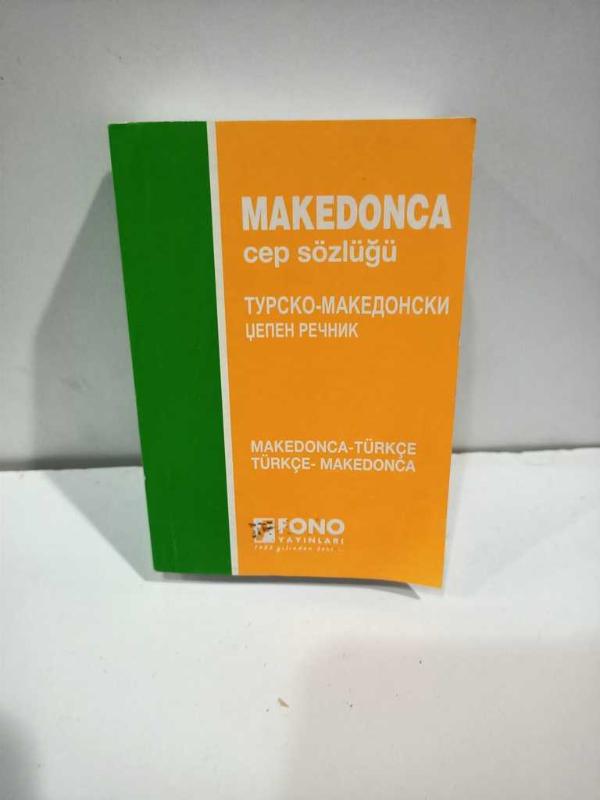 MAKEDONCA
cep sözlüğü
ТУРСКО-МАКЕДОНСКИ
ЏЕПЕН РЕЧНИК
MAKEDONCA-TÜRKÇE
TÜRKÇE- MAKEDONCA
FONO
YAYINLARI